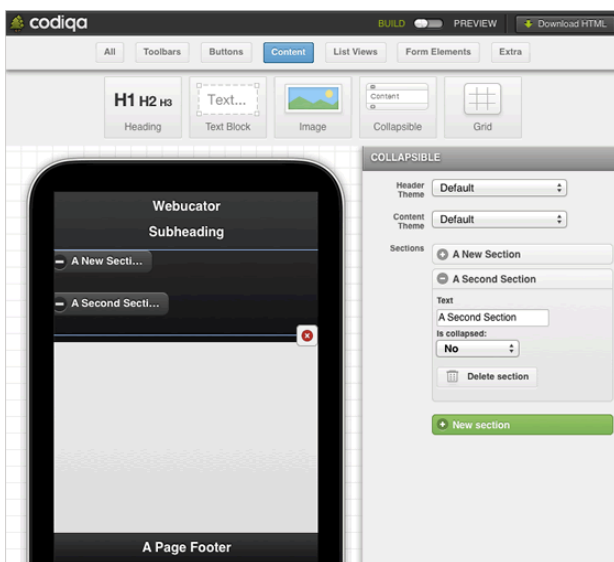 codiqa
BUILD PREVIEW Download HTML
All Toolbars Buttons Content List Views Form Elements Extra
H1 H2 H3
Text...
Content
Heading Text Block Image Collapsible Grid
COLLAPSIBLE
Header Theme
Default
Content Theme
Default
Sections
A New Section
A Second Section
Text
A Second Section
Is collapsed:
No
Delete section
New section
Webucator
Subheading
A New Secti...
A Second Secti...
A Page Footer